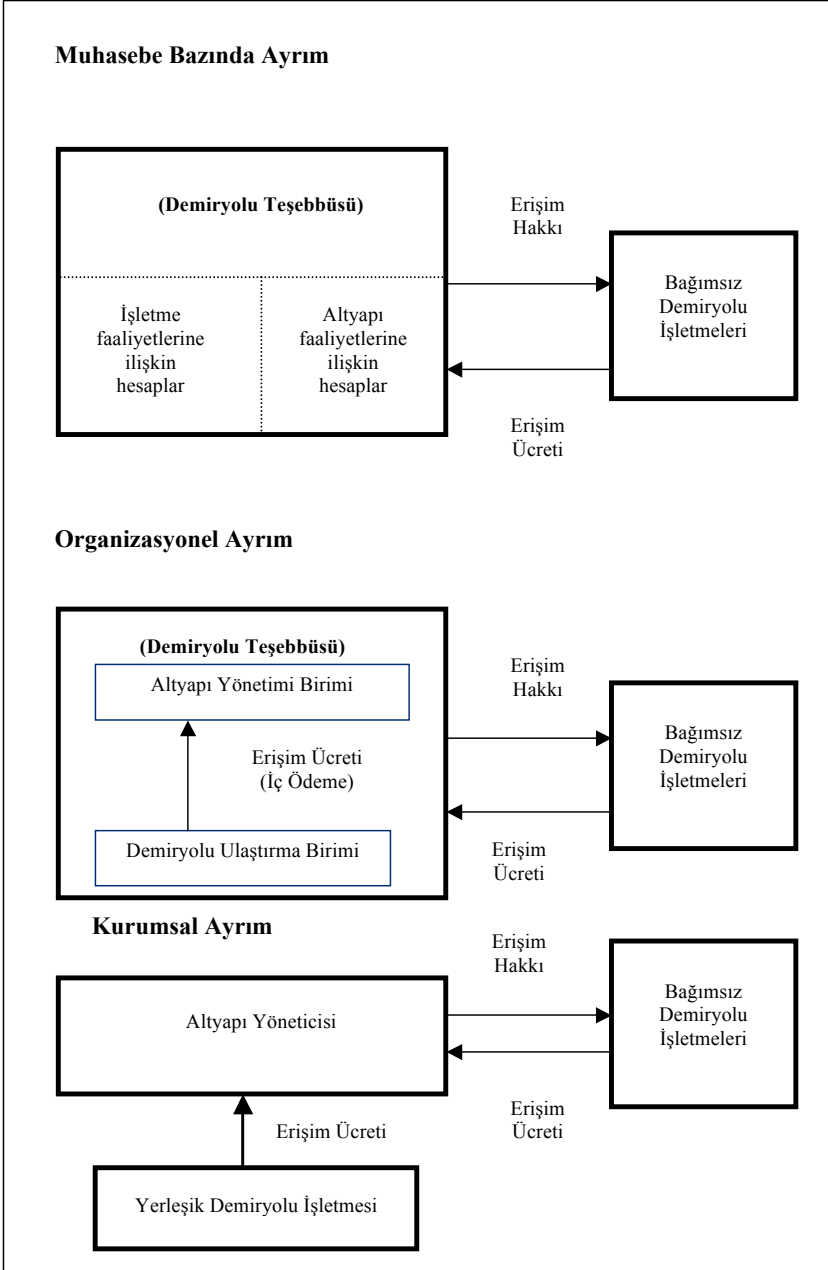 Muhasebe Bazında Ayrım
(Demiryolu Teşebbüsü)
İşletme
faaliyetlerine
ilişkin
hesaplar
Altyapı
faaliyetlerine
ilişkin
hesaplar
Erişim
Hakkı
Bağımsız
Demiryolu
İşletmeleri
Erişim
Ücreti
Organizasyonel Ayrım
(Demiryolu Teşebbüsü)
Altyapı Yönetimi Birimi
Erişim Ücreti
(İç Ödeme)
Demiryolu Ulaştırma Birimi
Erişim
Hakkı
Bağımsız
Demiryolu
İşletmeleri
Erişim
Ücreti
Kurumsal Ayrım
Altyapı Yöneticisi
Erişim
Hakkı
Bağımsız
Demiryolu
İşletmeleri
Erişim
Ücreti
Erişim Ücreti
Yerleşik Demiryolu İşletmesi